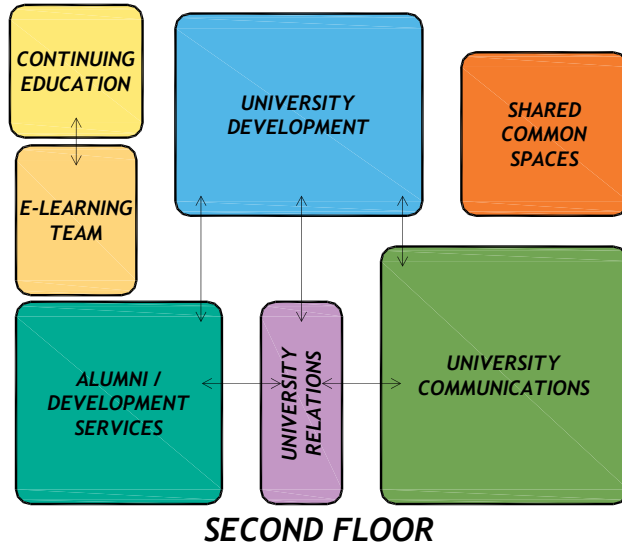 CONTINUING
EDUCATION
UNIVERSITY
DEVELOPMENT
SHARED
COMMON
SPACES
E-LEARNING
TEAM
ALUMNI /
DEVELOPMENT
SERVICES
UNIVERSITY
RELATIONS
UNIVERSITY
COMMUNICATIONS
SECOND FLOOR